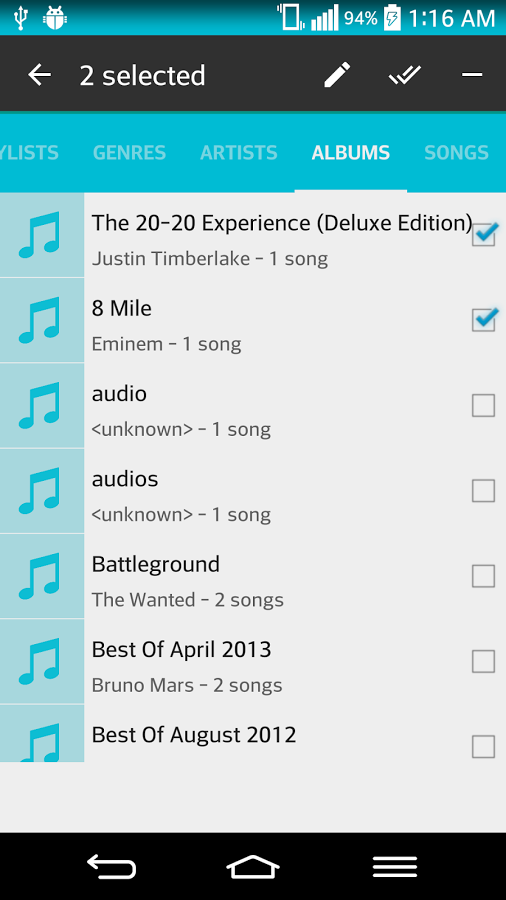 94% 1:16 AM
2 selected
YLISTS GENRES ARTISTS ALBUMS SONGS
The 20-20 Experience (Deluxe Edition)
Justin Timberlake - 1 song
8 Mile
Eminem - 1 song
audio
<unknown> - 1 song
audios
<unknown> - 1 song
Battleground
The Wanted - 2 songs
Best Of April 2013
Bruno Mars - 2 songs
Best Of August 2012